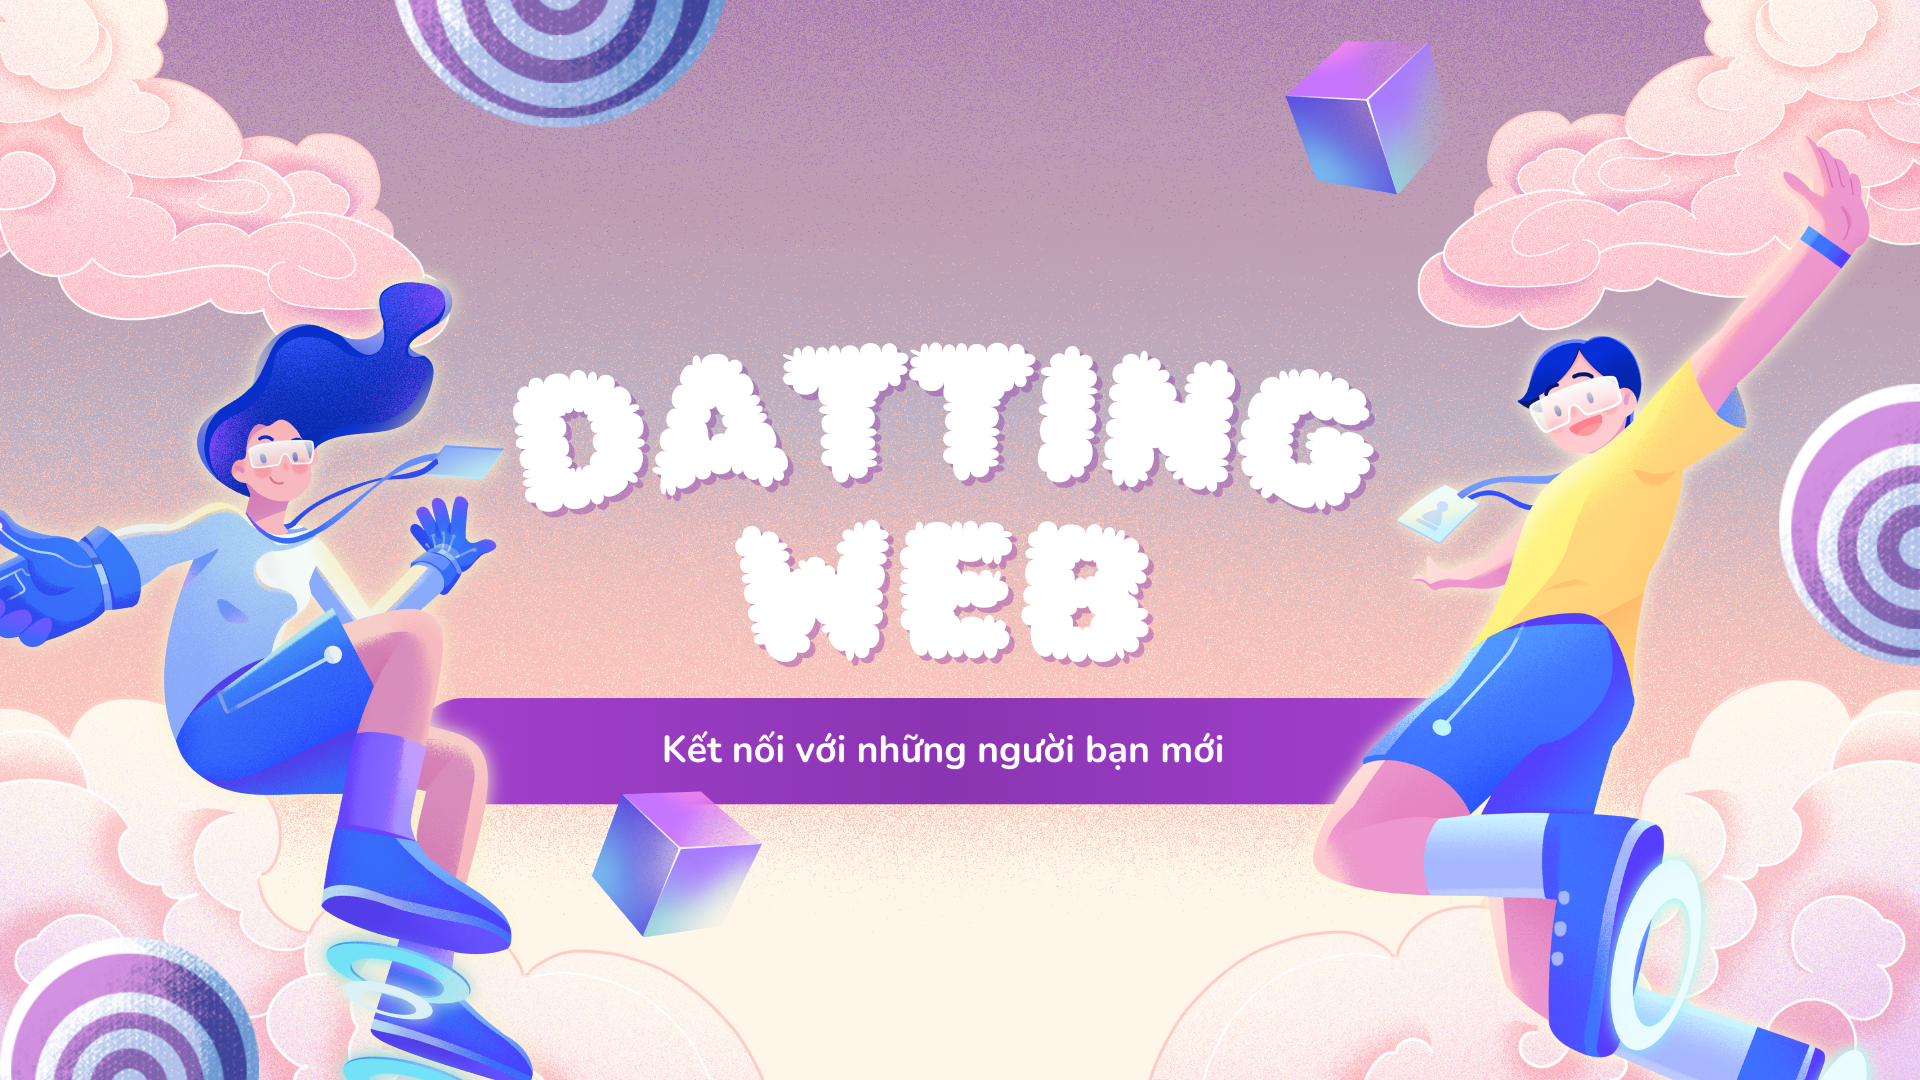 DATTING
WEB
Kết nối với những người bạn mới